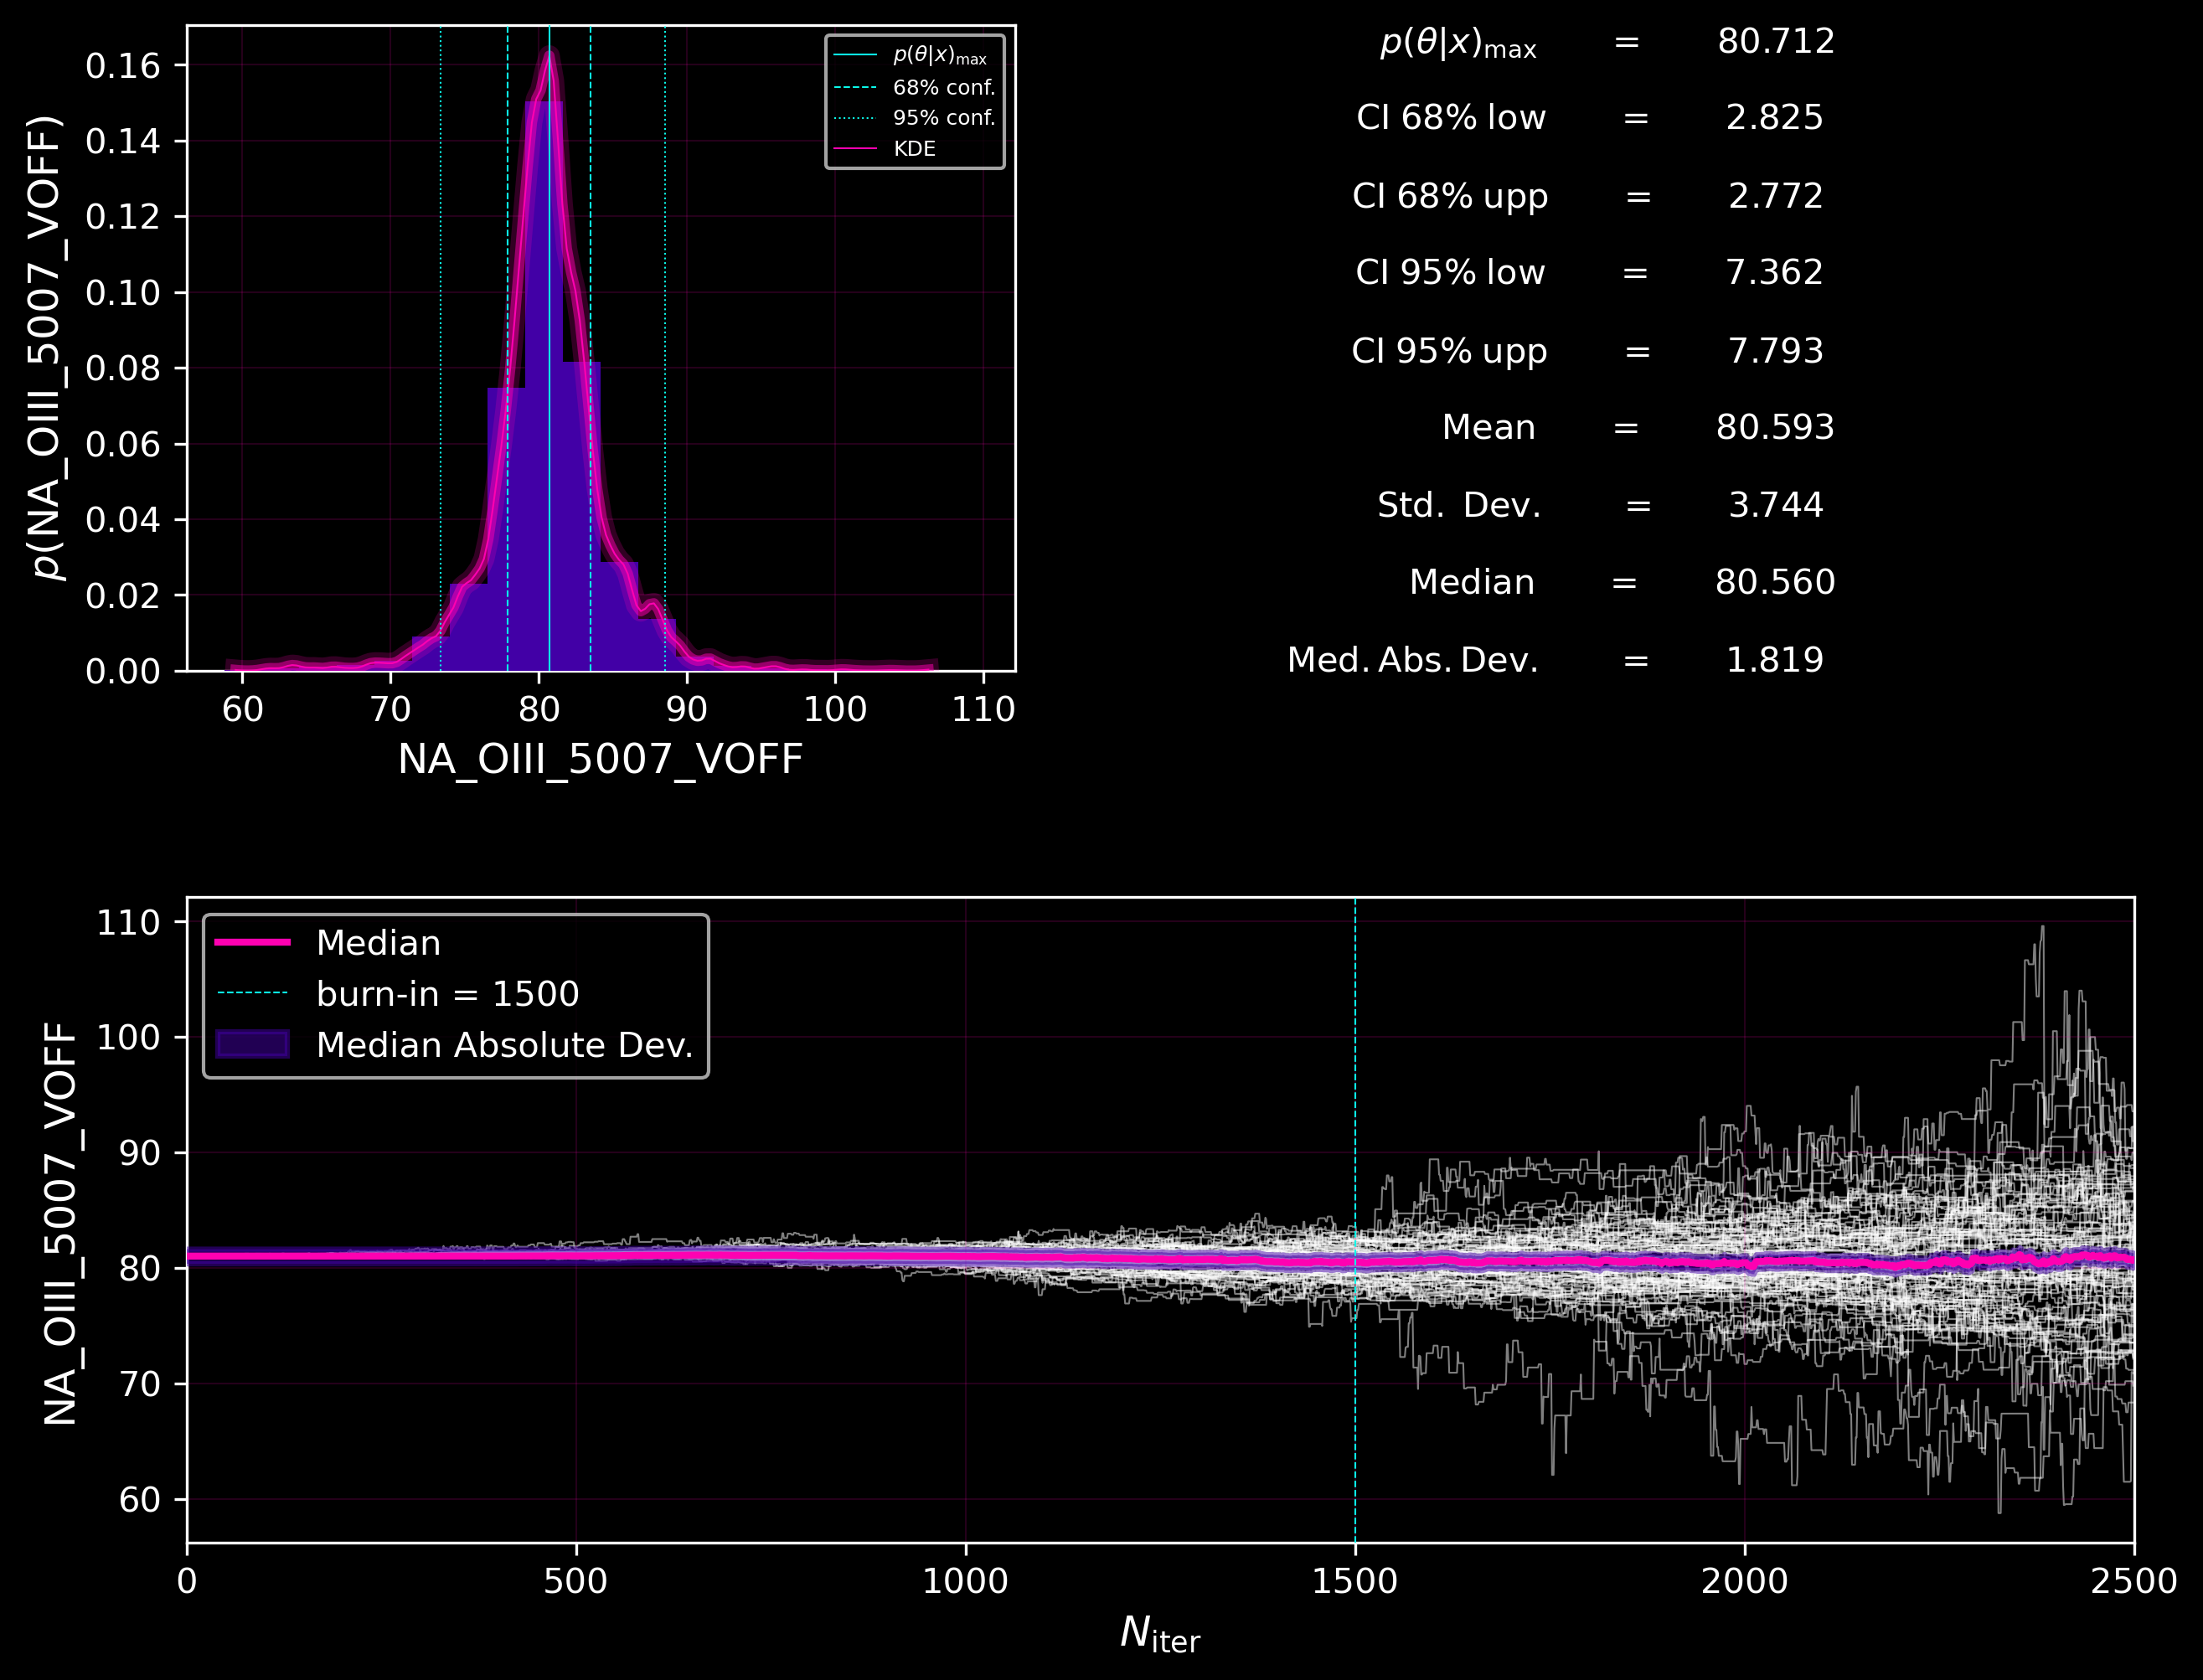 p(NA_OIII_5007_VOFF)
0.16
0.14
0.12
0.10
0.08
0.06
0.04
0.02
0.00
60 70 80 90 100 110
NA_OIII_5007_VOFF
p(θ|x)max
68% conf.
95% conf.
KDE
p(θ|x)max = 80.712
CI 68% low = 2.825
CI 68% upp = 2.772
CI 95% low = 7.362
CI 95% upp = 7.793
Mean = 80.593
Std. Dev. = 3.744
Median = 80.560
Med. Abs. Dev. = 1.819
NA_OIII_5007_VOFF
110
100
90
80
70
60
Median
burn-in = 1500
Median Absolute Dev.
0 500 1000 1500 2000 2500
Niter